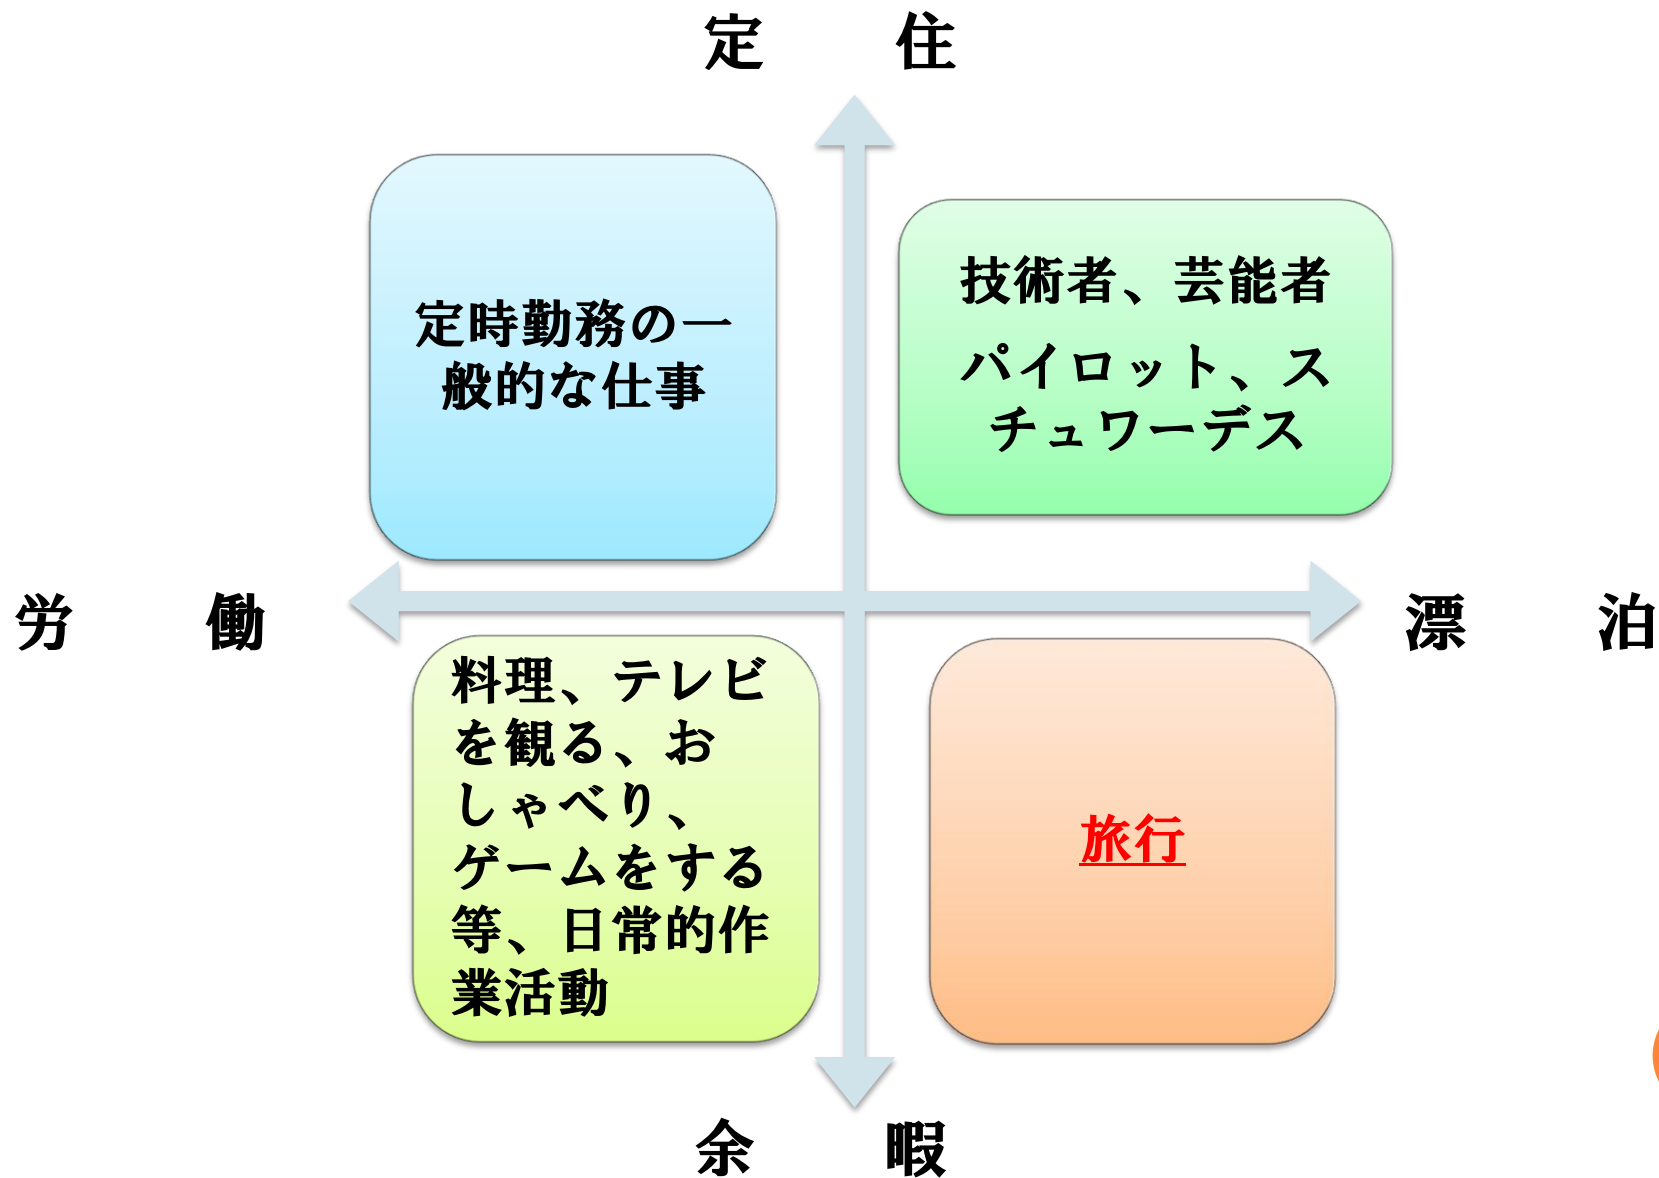 定 住
定時勤務の一
般的な仕事
技術者、芸能者
パイロット、ス
チュワーデス
労 働
漂 泊
料理、テレビ
を観る、お
しゃべり、
ゲームをする
等、日常的作
業活動
旅行
余 暇